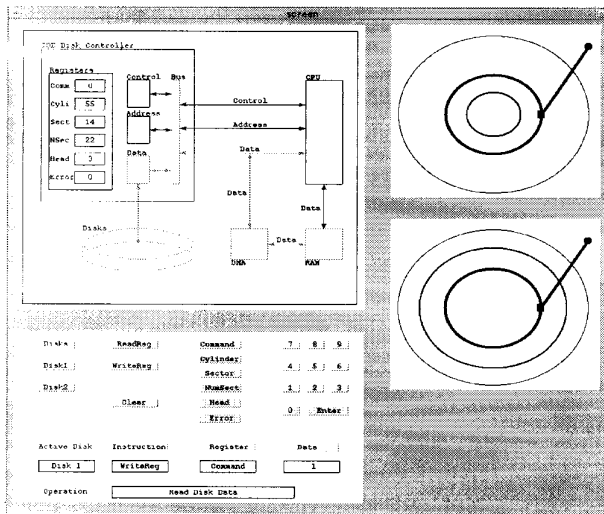 screen
Disk Controller
Registers
Control Bus
CPU
Comm 0
Cyli 55
Control
Sect 14
Address
Address
NSec 22
Data
Data
Head 0
Error 0
Data
Data
Disks
Data
DMA
RAM
Disks ReadReg Command 7 8 9
Cylinder
Disk1 WriteReg 4 5 6
Sector
Disk2 NumSect 1 2 3
Clear Head 0 Enter
Error
Active Disk Instruction Register Data
Disk 1 WriteReg Command 1
Operation Read Disk Data